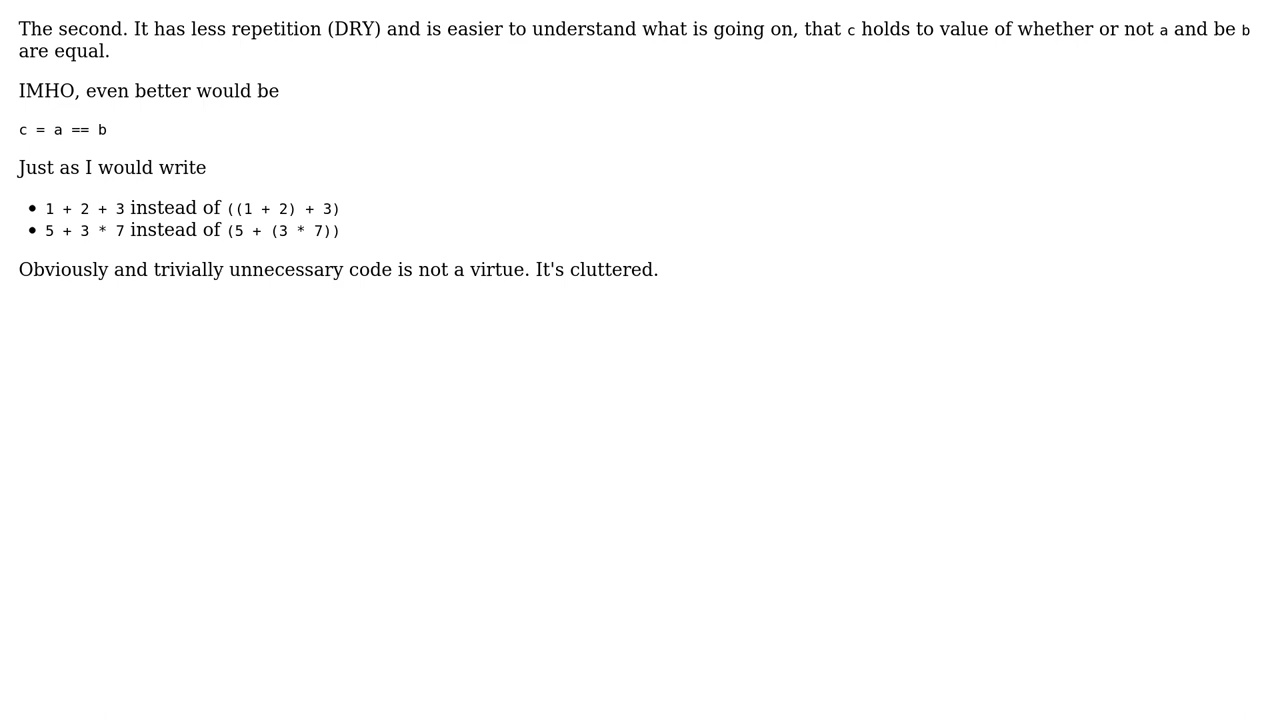 The second. It has less repetition (DRY) and is easier to understand what is going on, that c holds to value of whether or not a and be b
are equal.
IMHO, even better would be
c = a == b
Just as I would write
• 1 + 2 + 3 instead of ((1 + 2) + 3)
• 5 + 3 * 7 instead of (5 + (3 * 7))
Obviously and trivially unnecessary code is not a virtue. It's cluttered.